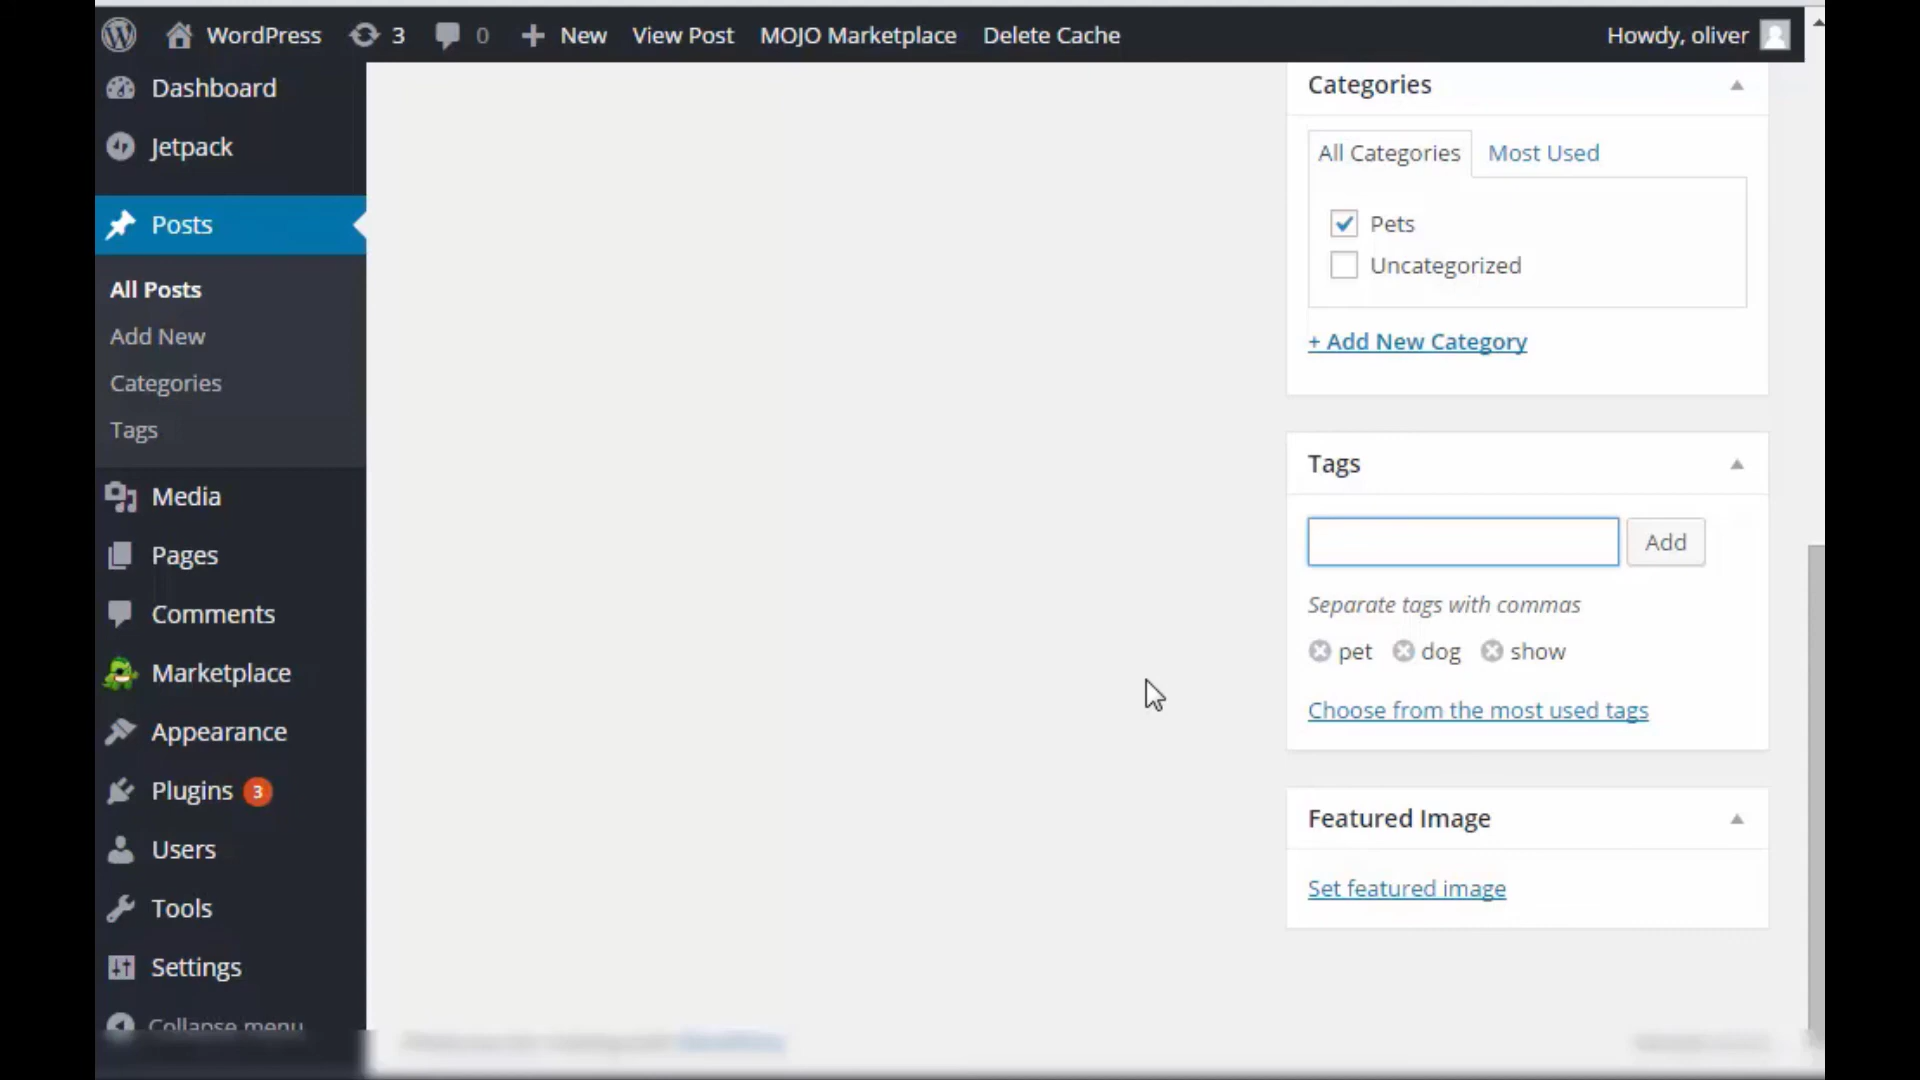 WordPress 3 0 New View Post MOJO Marketplace Delete Cache Howdy, oliver
Dashboard
Jetpack
Posts
All Posts
Add New
Categories
Tags
Media
Pages
Comments
Marketplace
Appearance
Plugins 3
Users
Tools
Settings
Collapse menu
Categories
All Categories Most Used
Pets
Uncategorized
+ Add New Category
Tags
Add
Separate tags with commas
pet dog show
Choose from the most used tags
Featured Image
Set featured image